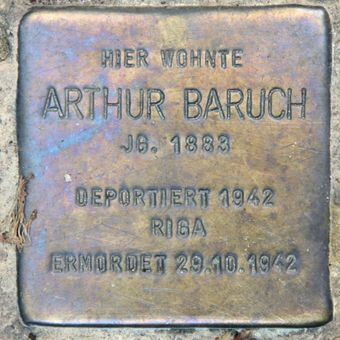 HIER WOHNTE
ARTHUR BARUCH
JG. 1883
DEPORTIERT 1942
RIGA
ERMORDET 29.10.1942